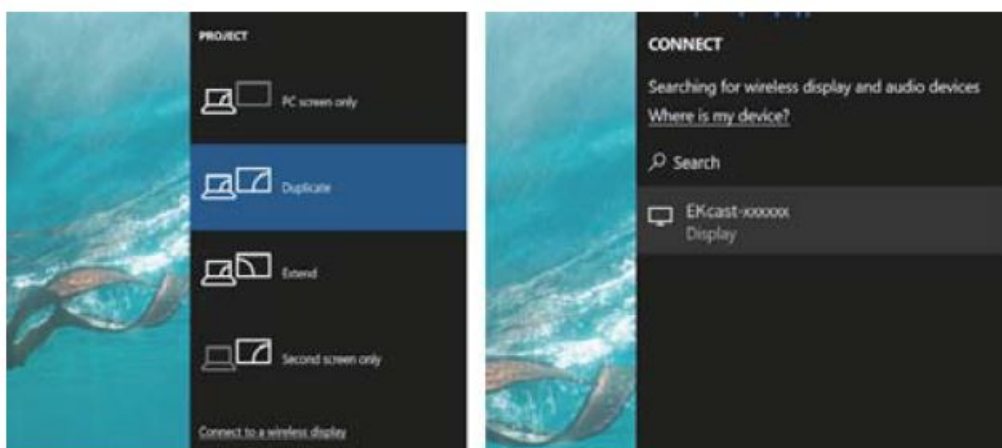 PROJECT
PC screen only
Duplicate
Extend
Second screen only
Connect to a wireless display
CONNECT
Searching for wireless display and audio devices
Where is my device?
Search
EKcast-xxxxxx
Display